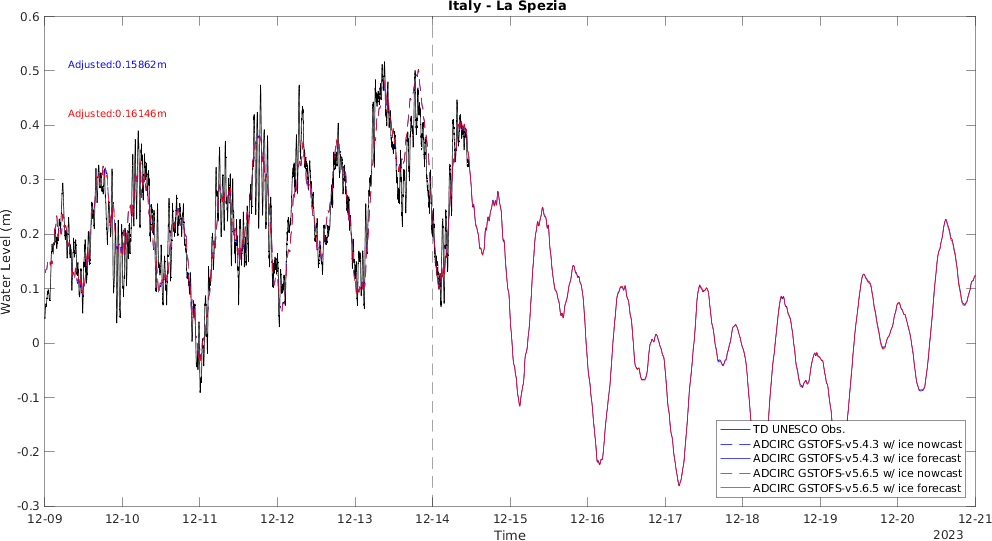 Italy - La Spezia
Adjusted:0.15862m
Adjusted:0.16146m
Water Level (m)
0.6
0.5
0.4
0.3
0.2
0.1
0
-0.1
-0.2
-0.3
TD UNESCO Obs.
ADCIRC GSTOFS-v5.4.3 w/ ice nowcast
ADCIRC GSTOFS-v5.4.3 w/ ice forecast
ADCIRC GSTOFS-v5.6.5 w/ ice nowcast
ADCIRC GSTOFS-v5.6.5 w/ ice forecast
12-09 12-10 12-11 12-12 12-13 12-14 12-15 12-16 12-17 12-18 12-19 12-20 12-21
Time
2023